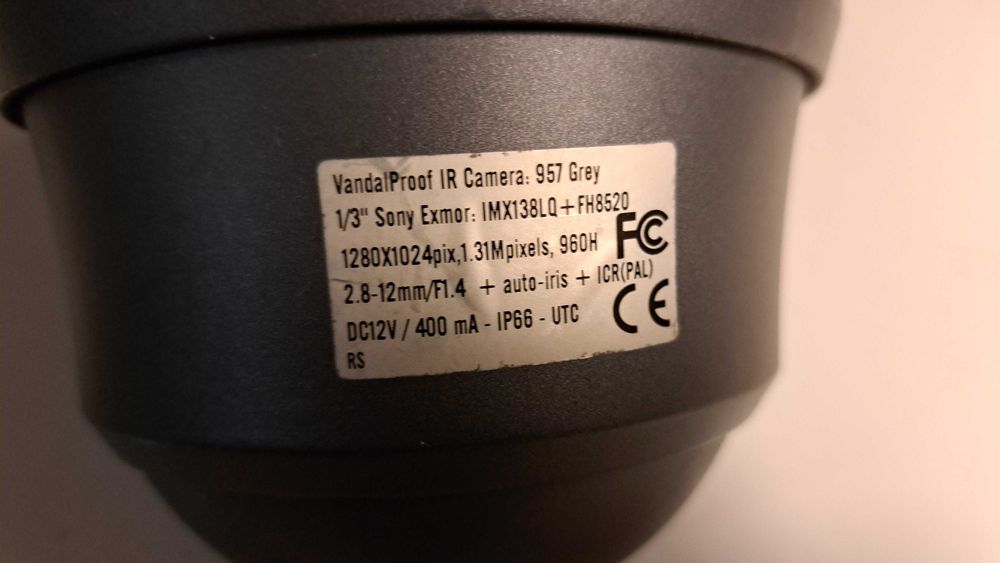 VandalProof IR Camera: 957 Grey
1/3" Sony Exmor: IMX138LQ+FH8520
1280X1024pix,1.31Mpixels, 960H FC
2.8-12mm/F1.4 + auto-iris + ICR(PAL)
DC12V / 400 mA - IP66 - UTC CE
RS